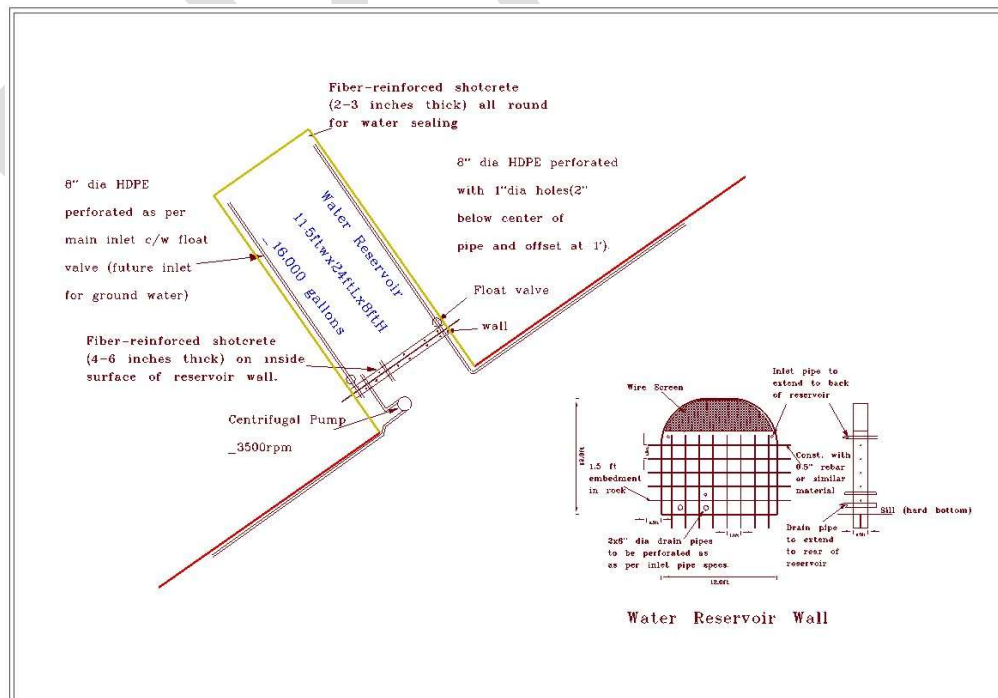 Fiber-reinforced shotcrete
(2-3 inches thick) all round
for water sealing
8" dia HDPE
perforated as per
main inlet c/w float
valve (future inlet
for ground water)
8" dia HDPE perforated
with 1"dia holes(2"
below center of
pipe and offset at 1').
Water Reservoir
11.5ftwx24ftLx8ftH
_ 16,000 gallons
Float valve
wall
Fiber-reinforced shotcrete
(4-6 inches thick) on inside
surface of reservoir wall.
Centrifugal Pump
_3500rpm
Wire Screen
Inlet pipe to
extend to back
of reservoir
1.5 ft
embedment
in rock
Const. with
0.5" rebar
or similar
material
Sill (hard bottom)
2x6" dia drain pipes
to be perforated as
as per inlet pipe specs
Drain pipe
to extend
to rear of
reservoir
12.0ft
Water Reservoir Wall